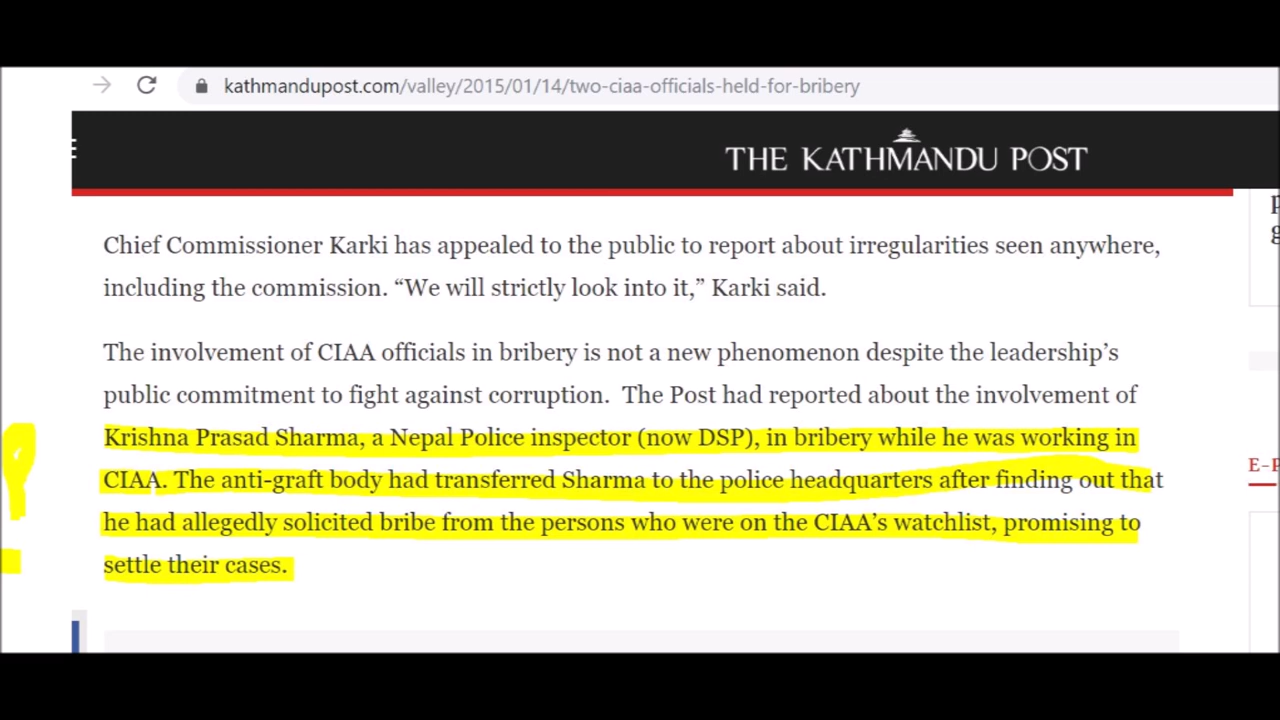 kathmandupost.com/valley/2015/01/14/two-ciaa-officials-held-for-bribery
THE KATHMANDU POST
Chief Commissioner Karki has appealed to the public to report about irregularities seen anywhere,
including the commission. “We will strictly look into it,” Karki said.
The involvement of CIAA officials in bribery is not a new phenomenon despite the leadership’s
public commitment to fight against corruption.  The Post had reported about the involvement of
Krishna Prasad Sharma, a Nepal Police inspector (now DSP), in bribery while he was working in
CIAA. The anti-graft body had transferred Sharma to the police headquarters after finding out that
he had allegedly solicited bribe from the persons who were on the CIAA’s watchlist, promising to
settle their cases.